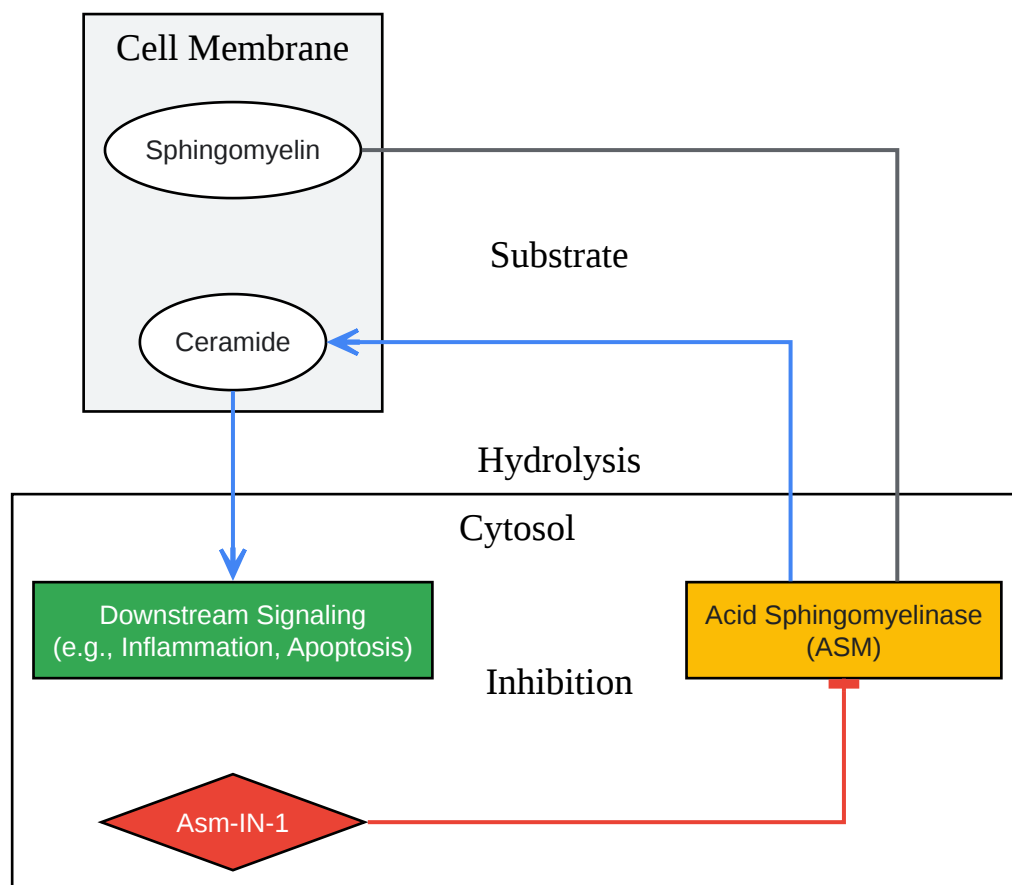 Cell Membrane
Sphingomyelin
Substrate
Ceramide
Hydrolysis
Cytosol
Downstream Signaling
(e.g., Inflammation, Apoptosis)
Acid Sphingomyelinase
(ASM)
Inhibition
Asm-IN-1